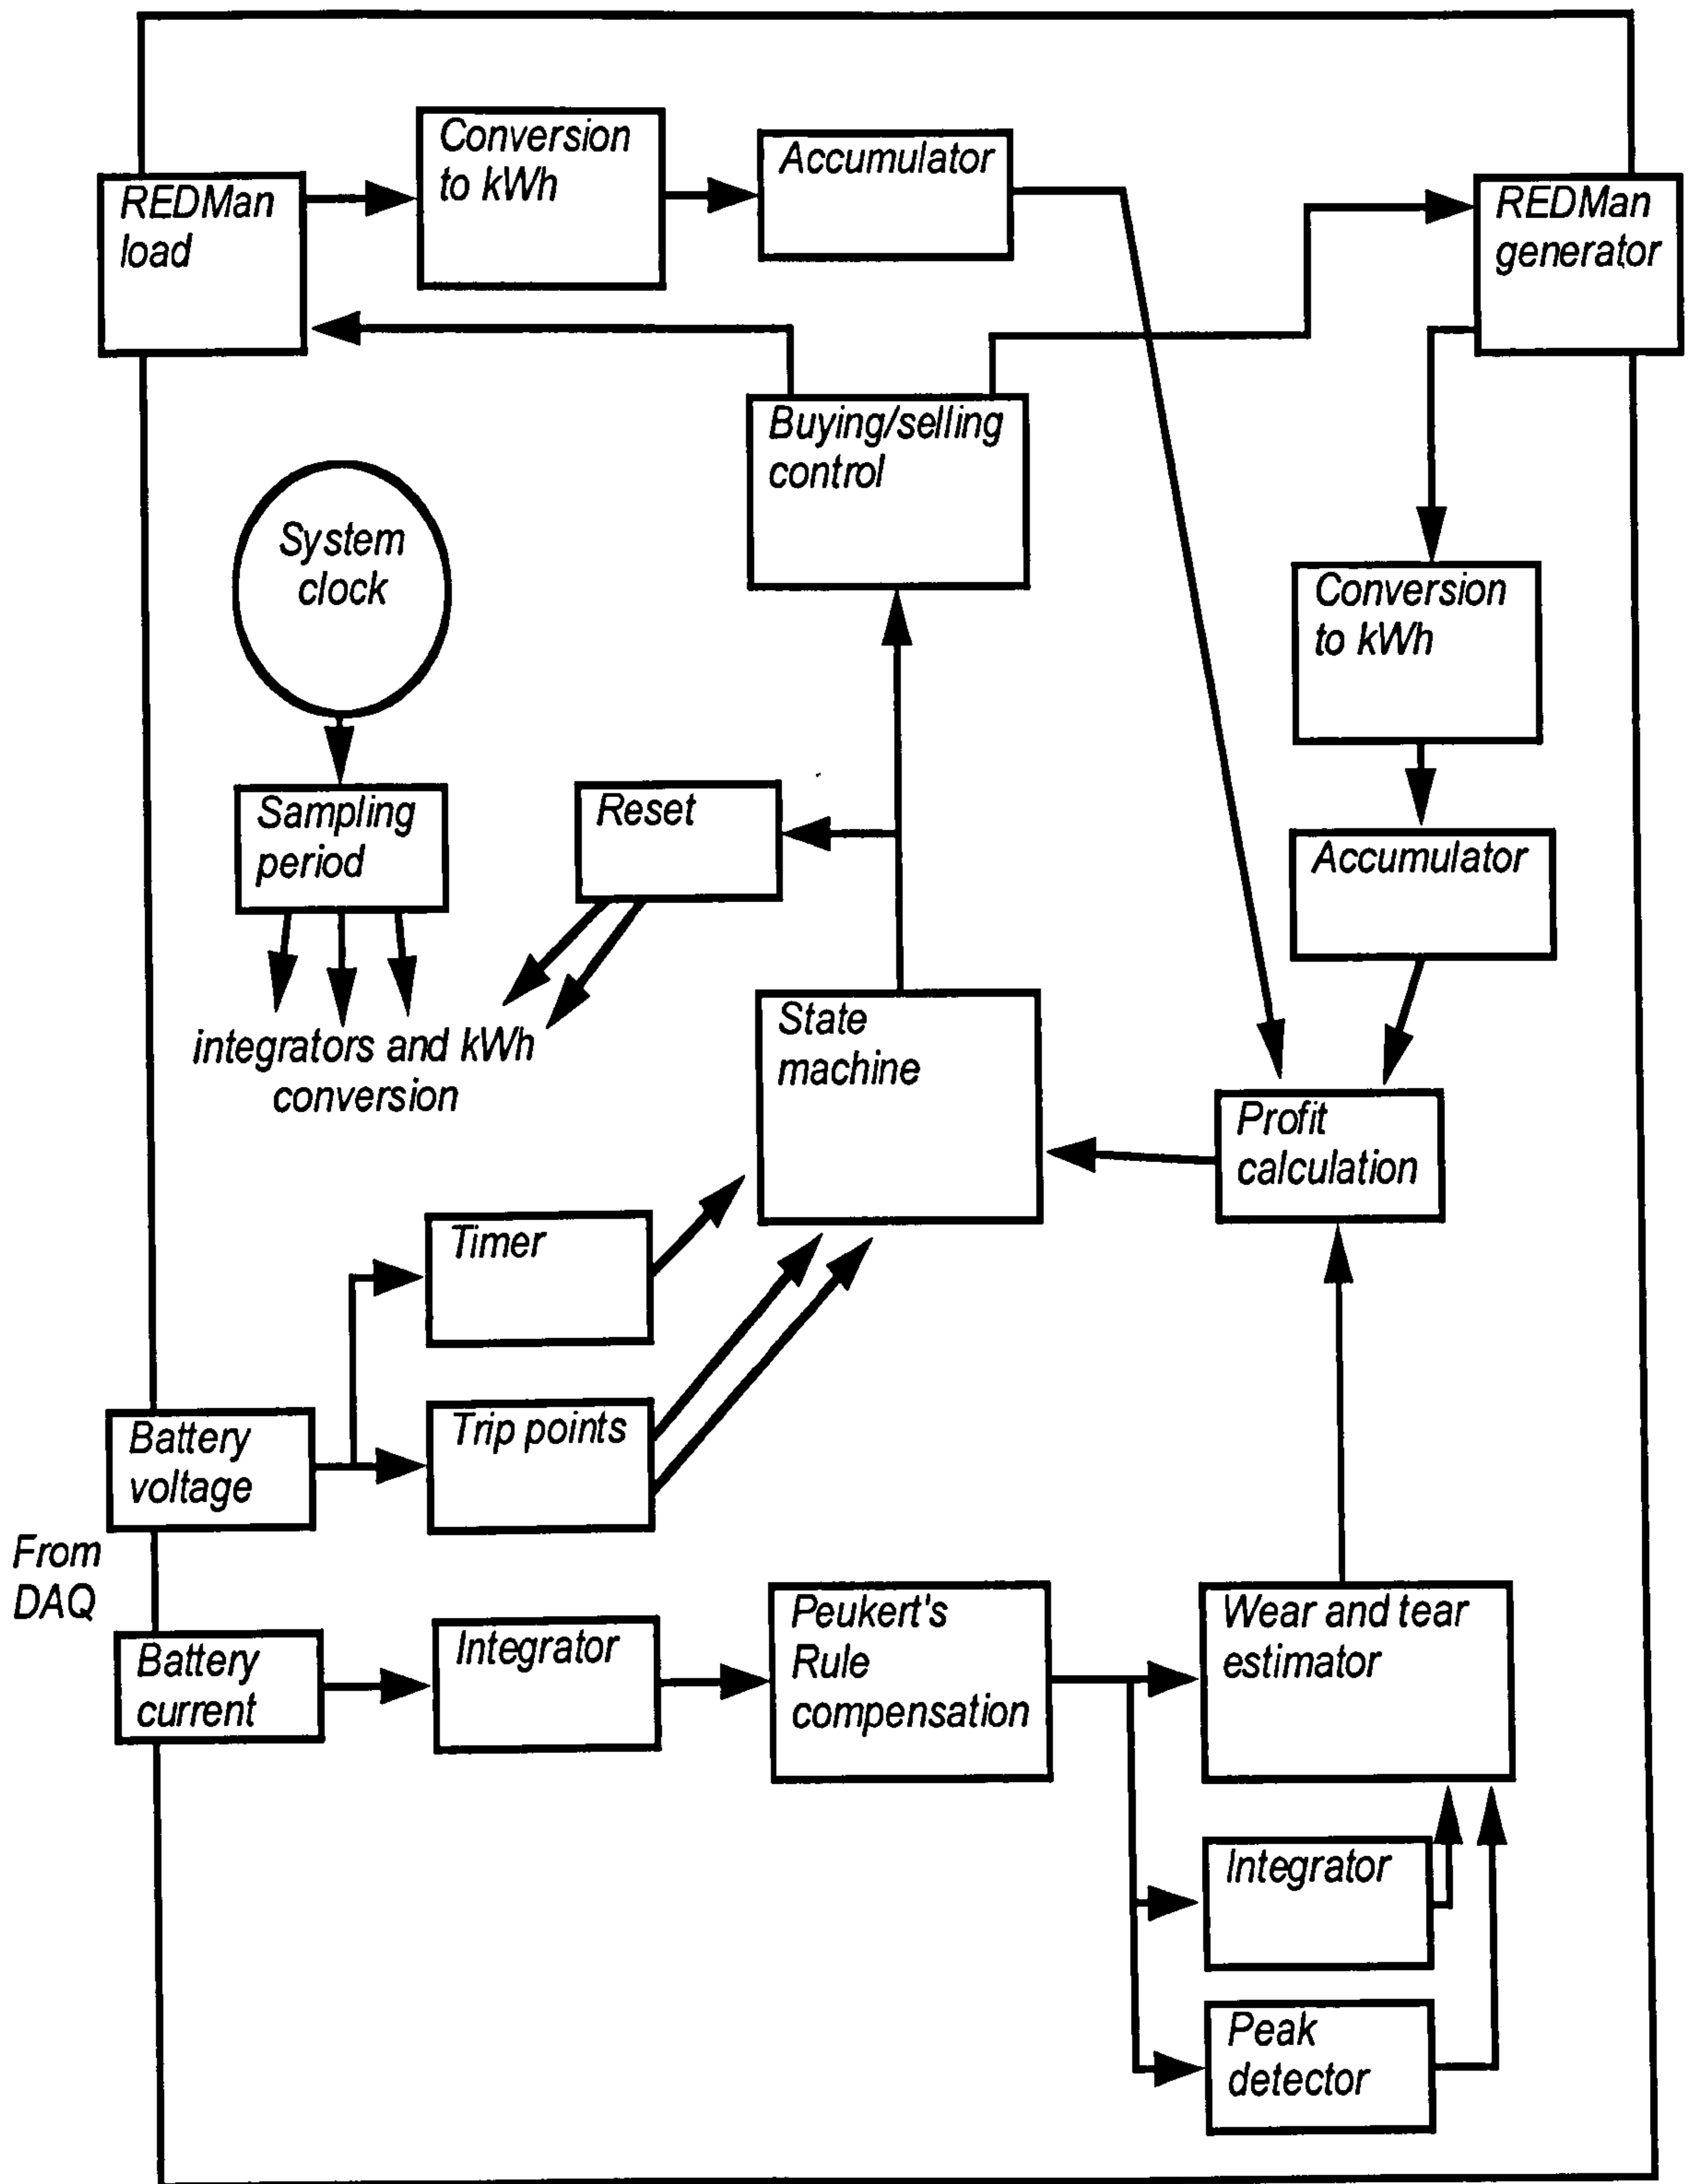 Conversion
to kWh
Accumulator
REDMan
load
REDMan
generator
Buying/selling
control
System
clock
Conversion
to kWh
Sampling
period
Reset
Accumulator
integrators and kWh
conversion
State
machine
Profit
calculation
Timer
Trip points
Battery
voltage
From
DAQ
Battery
current
Integrator
Peukert's
Rule
compensation
Wear and tear
estimator
Integrator
Peak
detector